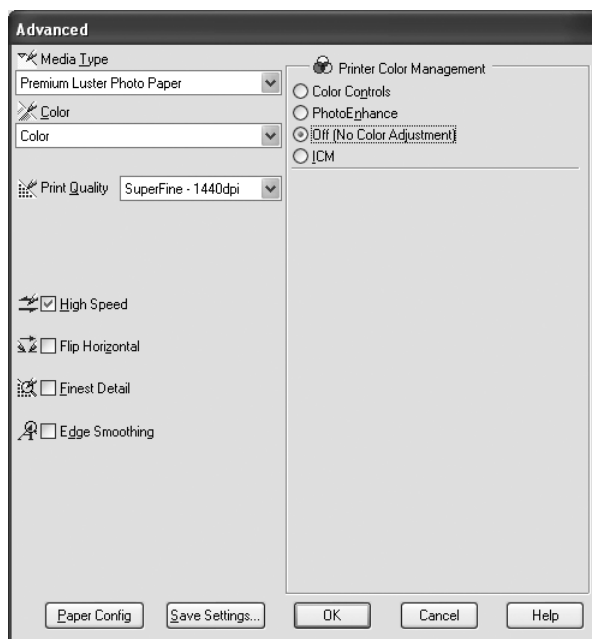 Advanced
Media Type
Premium Luster Photo Paper
Color
Color
Print Quality SuperFine - 1440dpi
High Speed
Flip Horizontal
Finest Detail
Edge Smoothing
Printer Color Management
Color Controls
PhotoEnhance
Off (No Color Adjustment)
ICM
Paper Config Save Settings... OK Cancel Help